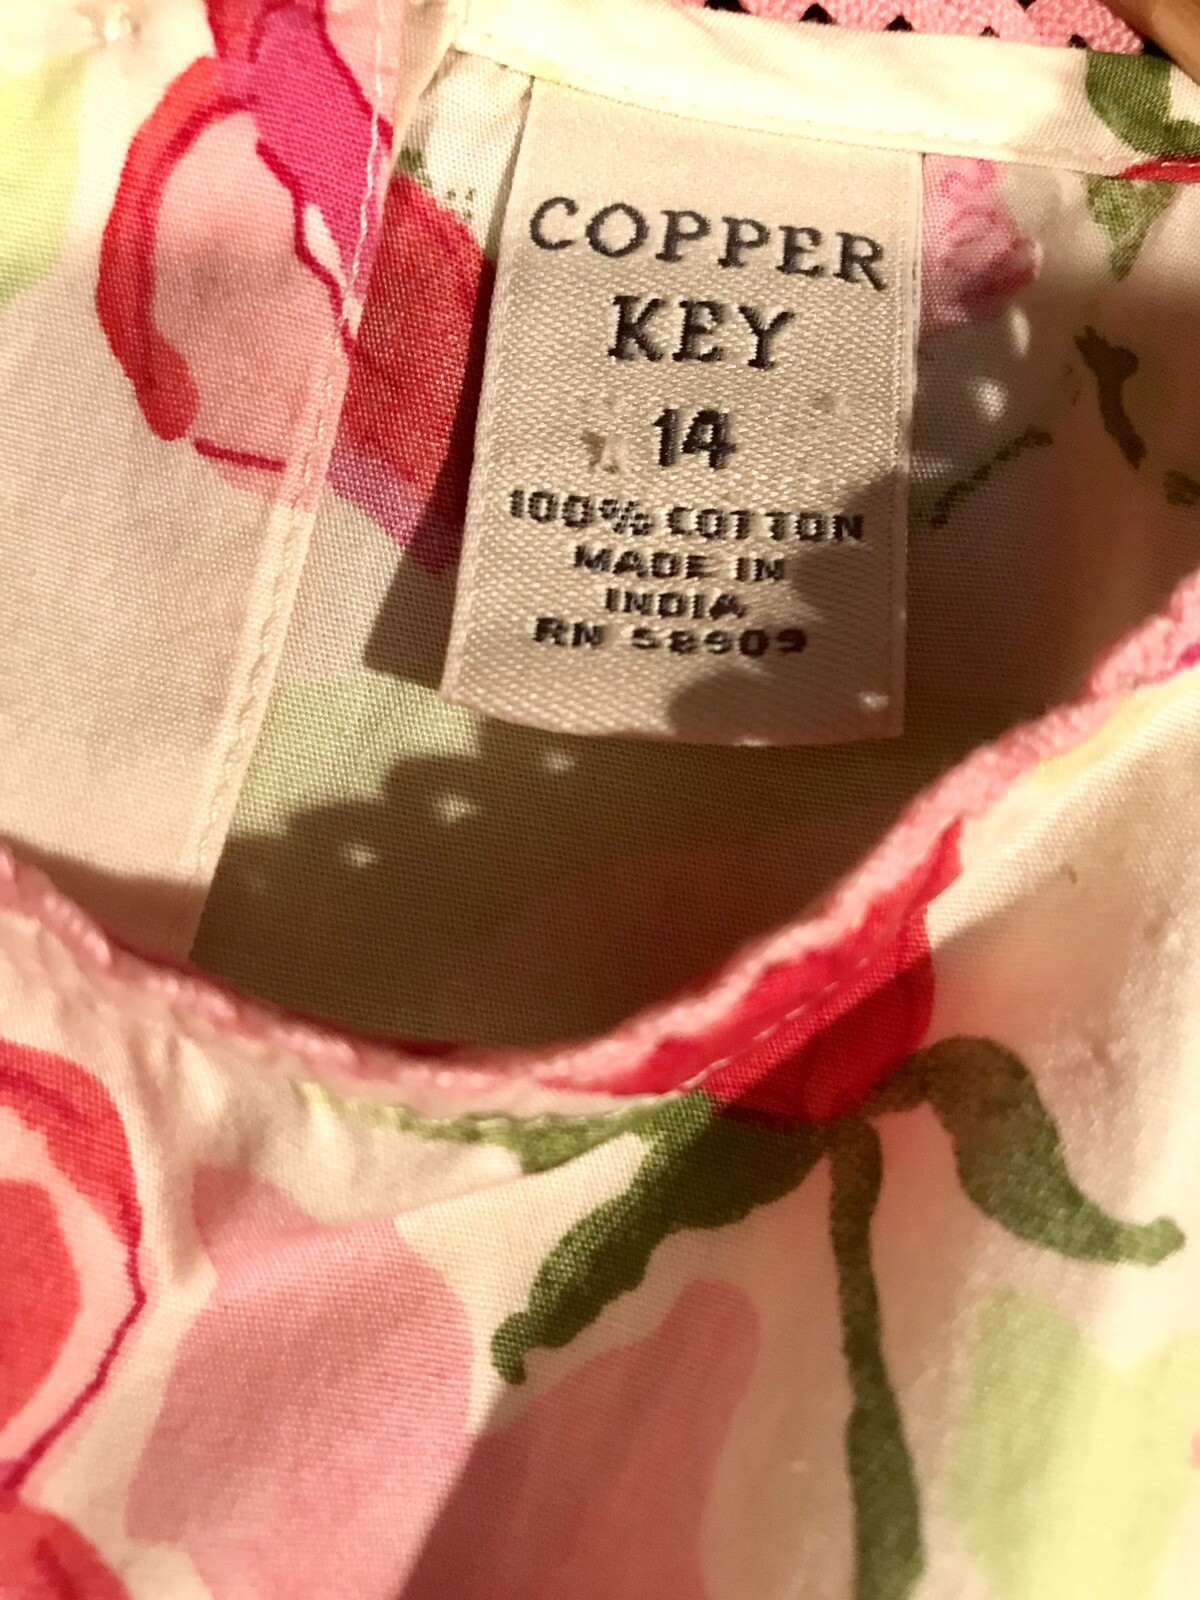 COPPER
KEY
14
100% COTTON
MADE IN
INDIA
RN 58909